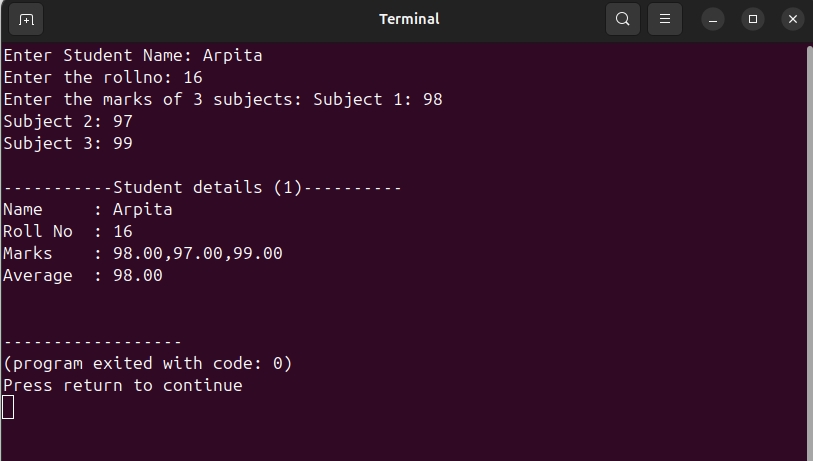 Terminal
Enter Student Name: Arpita
Enter the rollno: 16
Enter the marks of 3 subjects: Subject 1: 98
Subject 2: 97
Subject 3: 99
-----------Student details (1)----------
Name     : Arpita
Roll No  : 16
Marks    : 98.00,97.00,99.00
Average  : 98.00
------------------
(program exited with code: 0)
Press return to continue